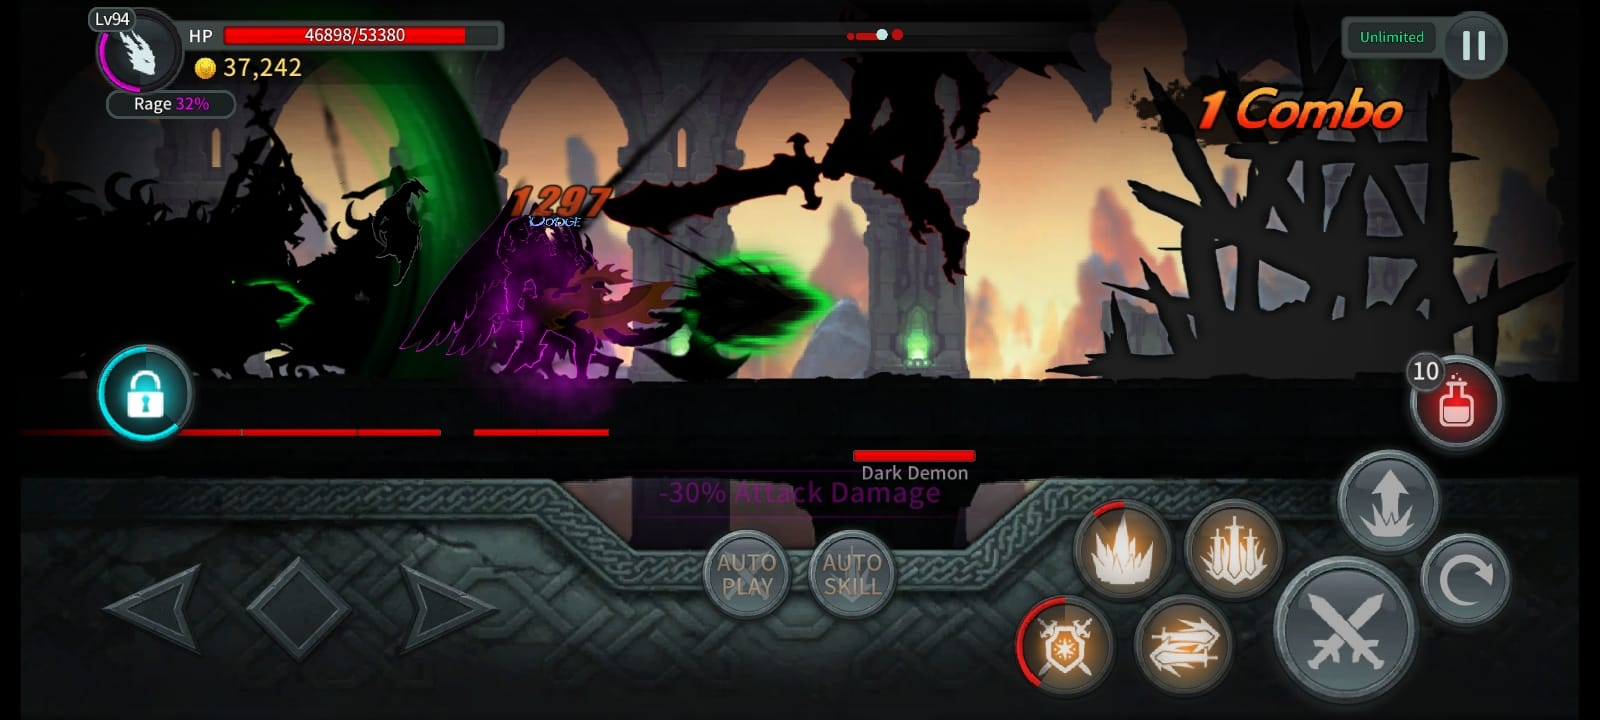 Lv94
HP 46898/53380
37,242
Rage 32%
Unlimited
1 Combo
1297
DODGE
10
Dark Demon
-30% Attack Damage
AUTO PLAY
AUTO SKILL